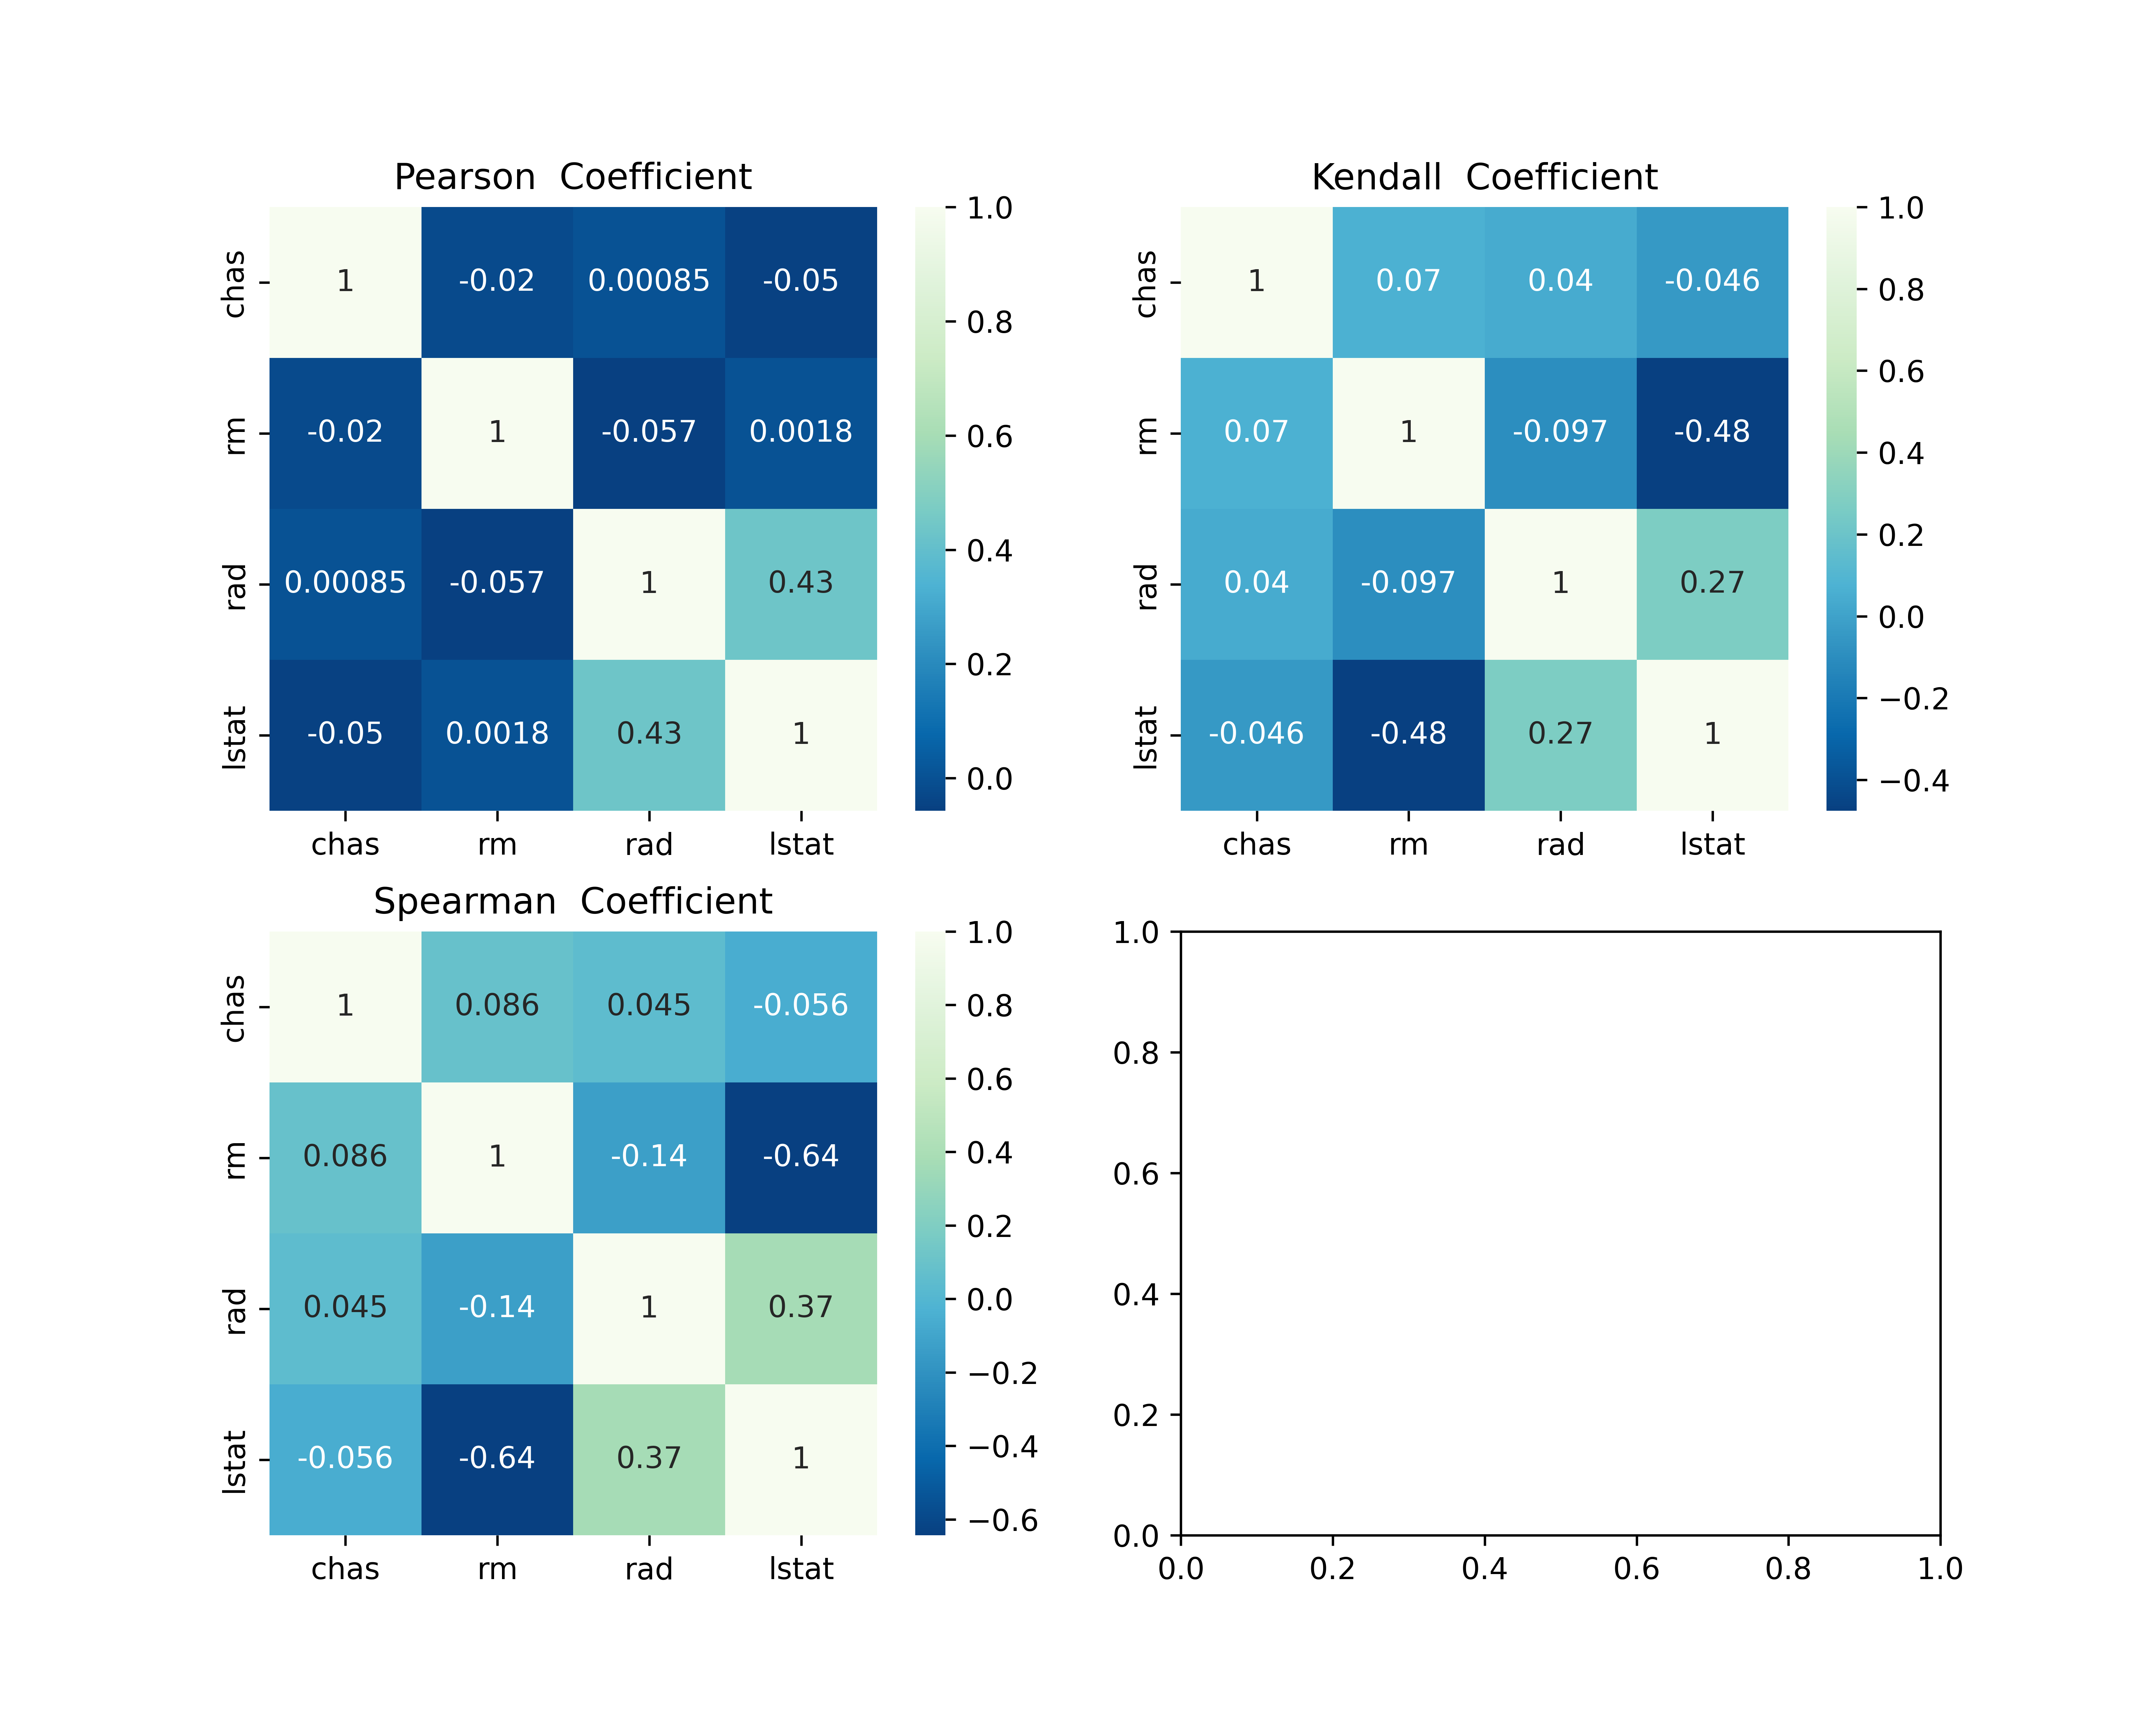 Pearson  Coefficient
chas 1 -0.02 0.00085 -0.05
rm -0.02 1 -0.057 0.0018
rad 0.00085 -0.057 1 0.43
lstat -0.05 0.0018 0.43 1
chas rm rad lstat
1.0
0.8
0.6
0.4
0.2
0.0
Kendall  Coefficient
chas 1 0.07 0.04 -0.046
rm 0.07 1 -0.097 -0.48
rad 0.04 -0.097 1 0.27
lstat -0.046 -0.48 0.27 1
chas rm rad lstat
1.0
0.8
0.6
0.4
0.2
0.0
−0.2
−0.4
Spearman  Coefficient
chas 1 0.086 0.045 -0.056
rm 0.086 1 -0.14 -0.64
rad 0.045 -0.14 1 0.37
lstat -0.056 -0.64 0.37 1
chas rm rad lstat
1.0
0.8
0.6
0.4
0.2
0.0
−0.2
−0.4
−0.6
1.0
0.8
0.6
0.4
0.2
0.0
0.0 0.2 0.4 0.6 0.8 1.0